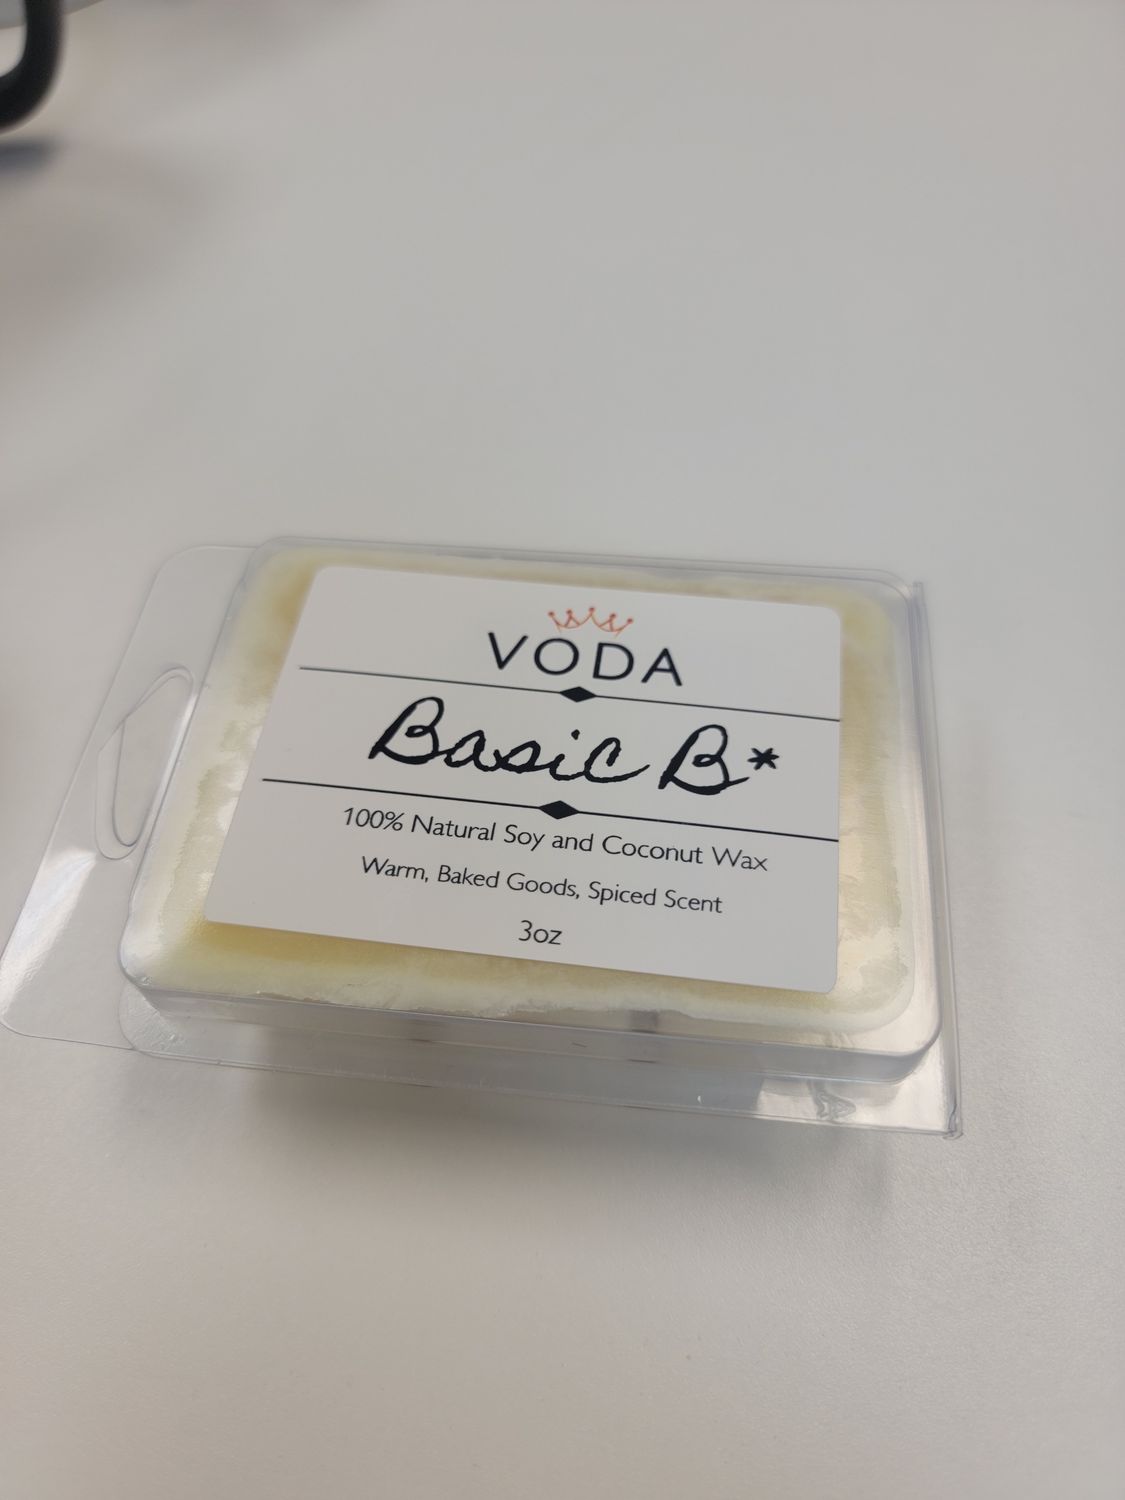 VODA
Basic B*
100% Natural Soy and Coconut Wax
Warm, Baked Goods, Spiced Scent
3oz